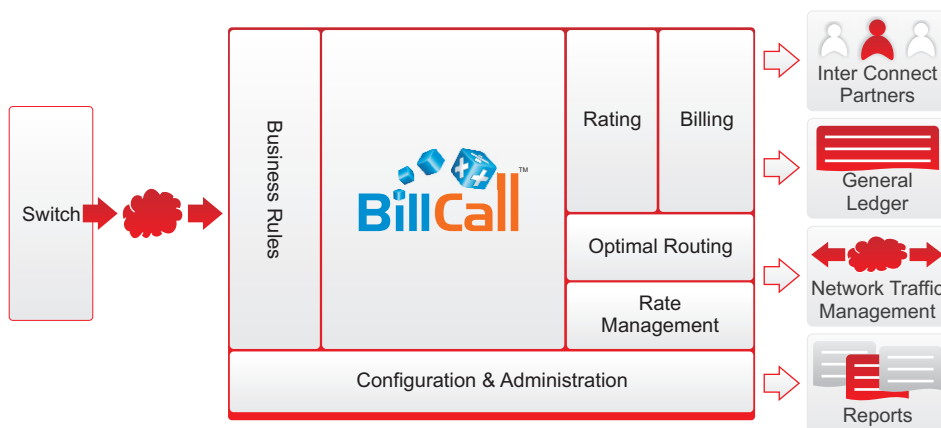 Switch
Business Rules
BillCall™
Rating
Billing
Optimal Routing
Rate
Management
Configuration & Administration
Inter Connect
Partners
General
Ledger
Network Traffic
Management
Reports